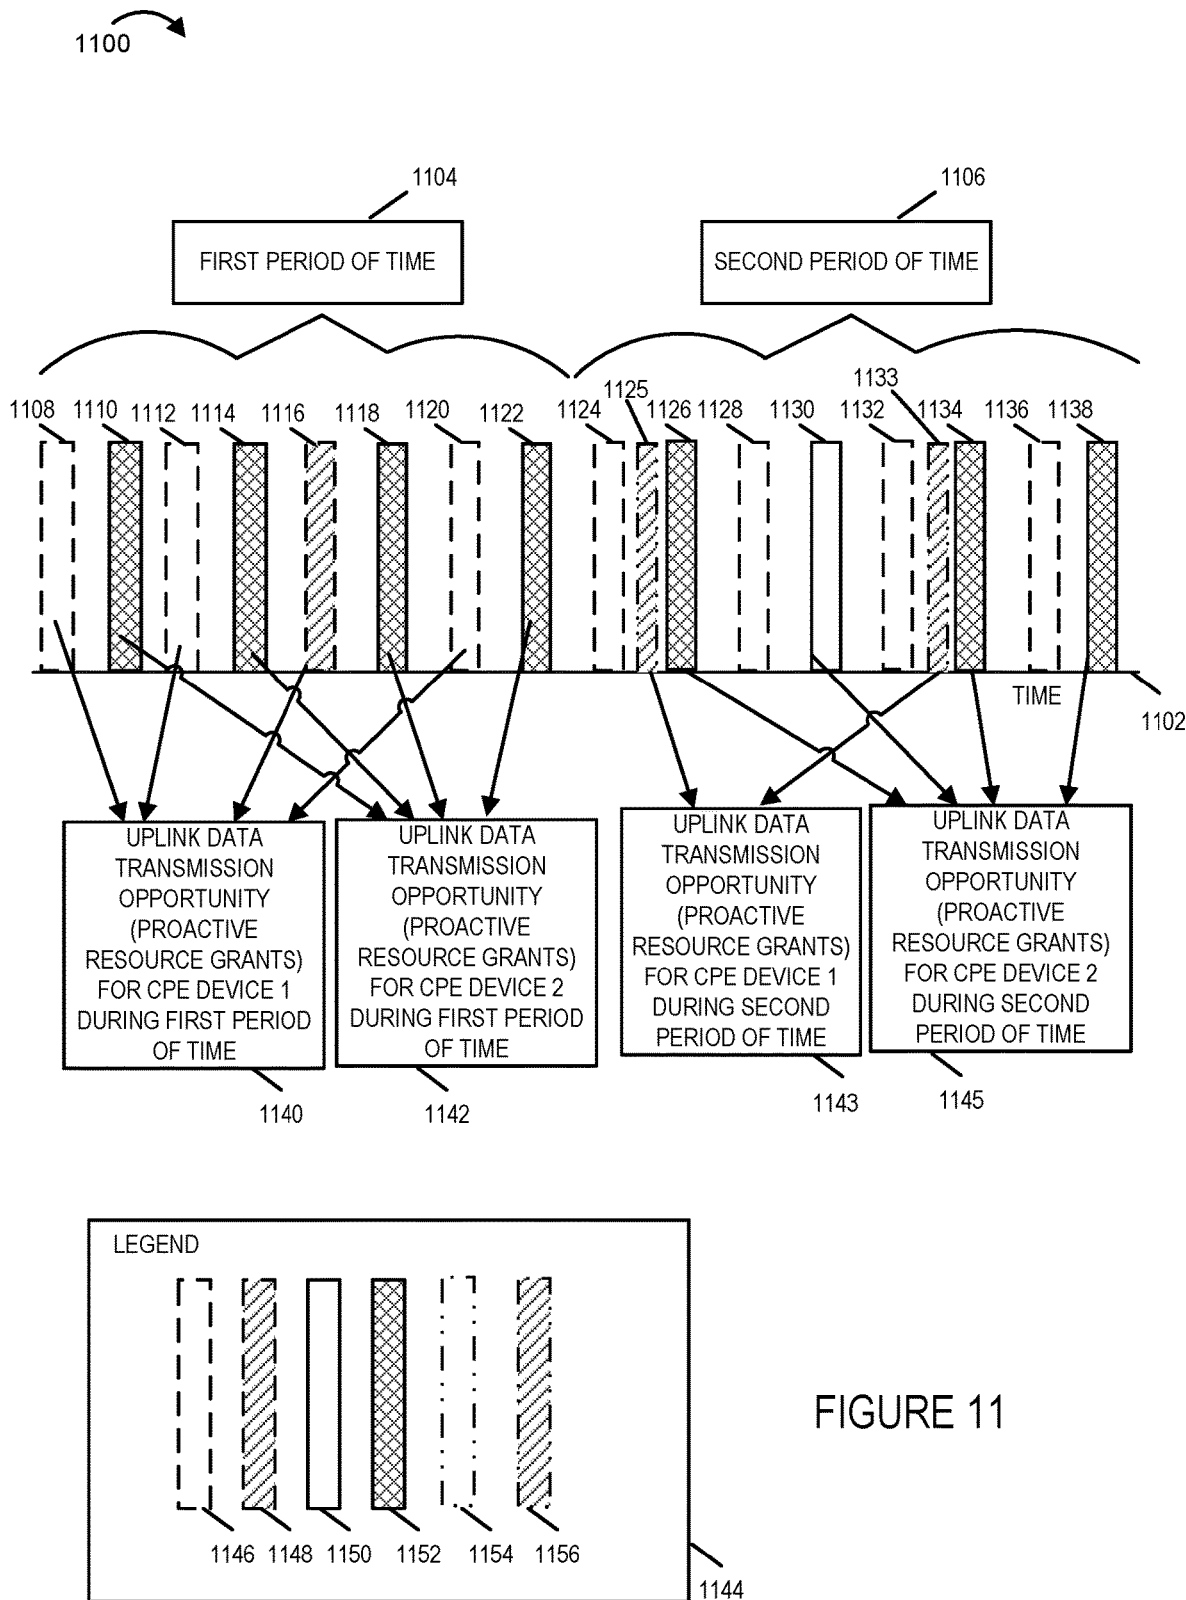 1100
1104
1106
FIRST PERIOD OF TIME
SECOND PERIOD OF TIME
1108
1110
1112
1114
1116
1118
1120
1122
1124
1125
1126
1128
1130
1132
1133
1134
1136
1138
TIME
1102
UPLINK DATA
TRANSMISSION
OPPORTUNITY
(PROACTIVE
RESOURCE GRANTS)
FOR CPE DEVICE 1
DURING FIRST PERIOD
OF TIME
UPLINK DATA
TRANSMISSION
OPPORTUNITY
(PROACTIVE
RESOURCE GRANTS)
FOR CPE DEVICE 2
DURING FIRST PERIOD
OF TIME
UPLINK DATA
TRANSMISSION
OPPORTUNITY
(PROACTIVE
RESOURCE GRANTS)
FOR CPE DEVICE 1
DURING SECOND
PERIOD OF TIME
UPLINK DATA
TRANSMISSION
OPPORTUNITY
(PROACTIVE
RESOURCE GRANTS)
FOR CPE DEVICE 2
DURING SECOND
PERIOD OF TIME
1140
1142
1143
1145
LEGEND
1146
1148
1150
1152
1154
1156
1144
FIGURE 11